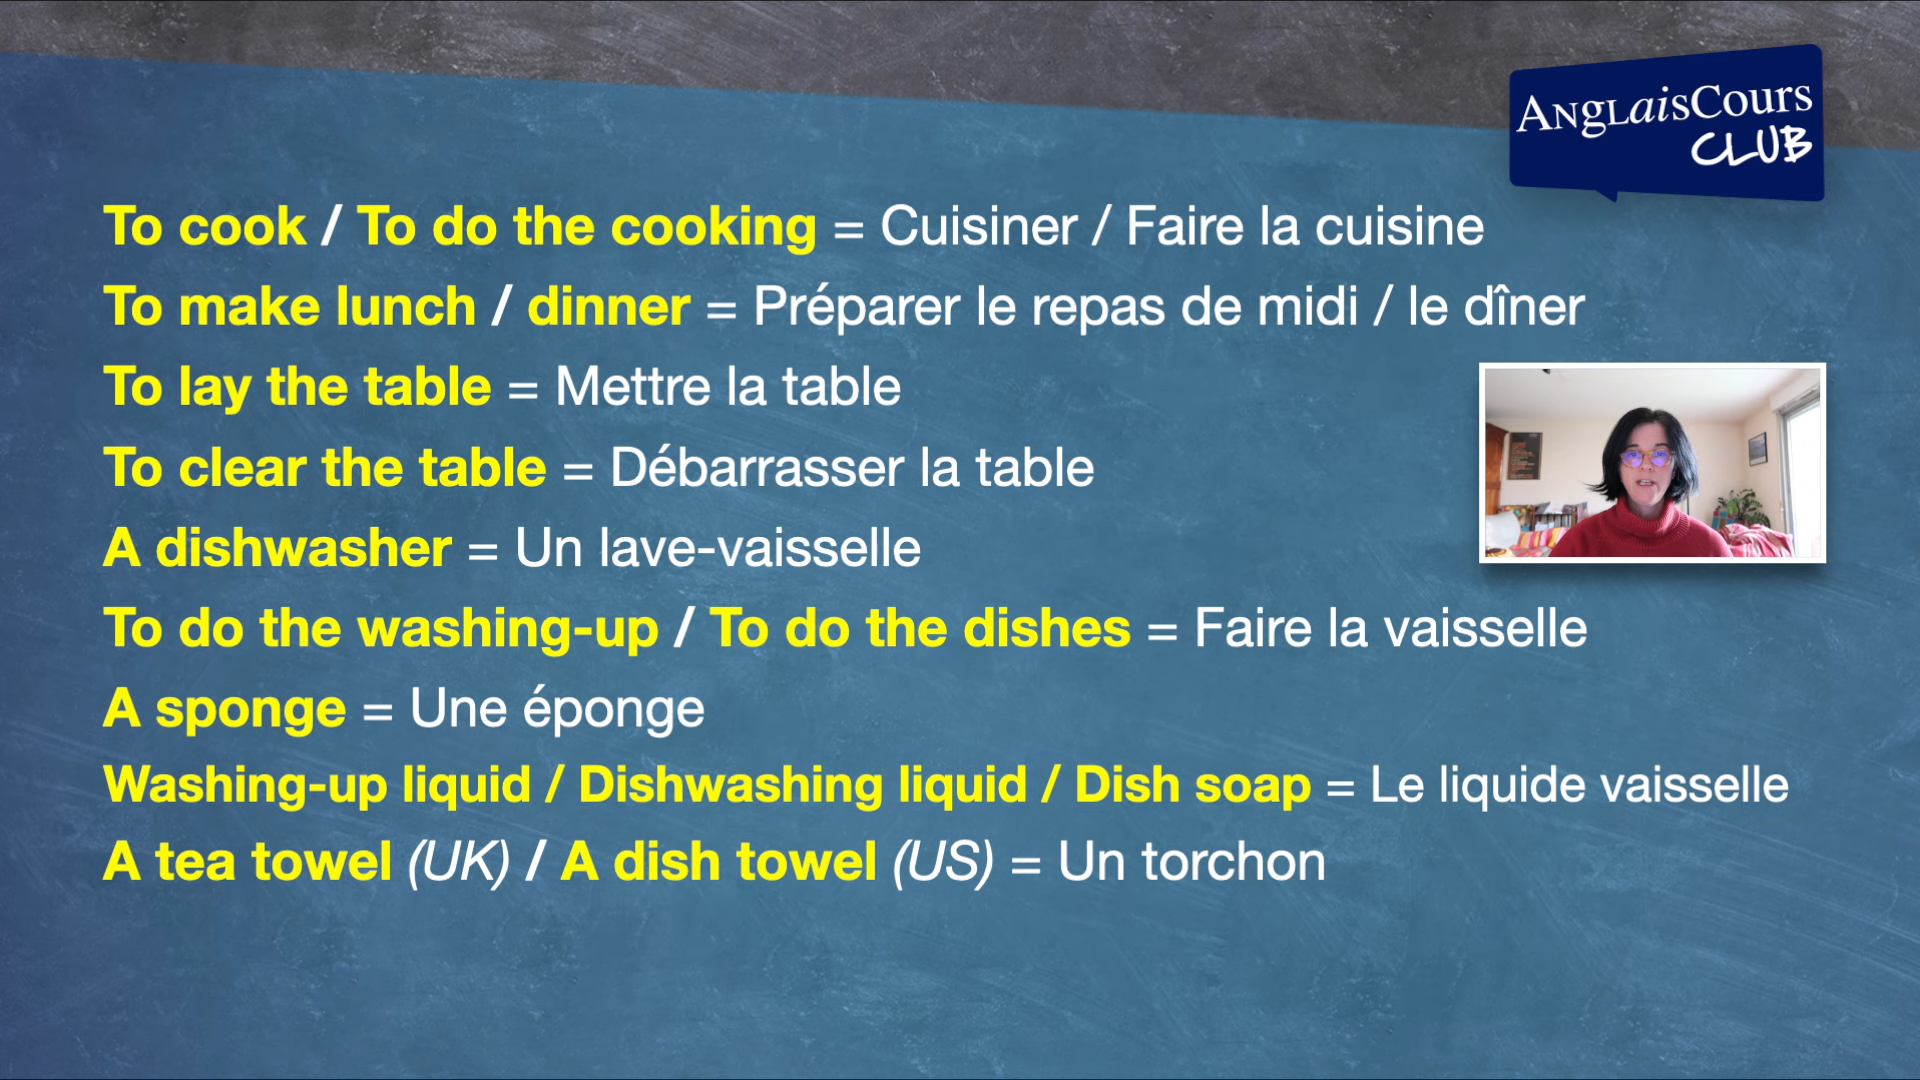 AnglaisCours
CLUB
To cook / To do the cooking = Cuisiner / Faire la cuisine
To make lunch / dinner = Préparer le repas de midi / le dîner
To lay the table = Mettre la table
To clear the table = Débarrasser la table
A dishwasher = Un lave-vaisselle
To do the washing-up / To do the dishes = Faire la vaisselle
A sponge = Une éponge
Washing-up liquid / Dishwashing liquid / Dish soap = Le liquide vaisselle
A tea towel (UK) / A dish towel (US) = Un torchon